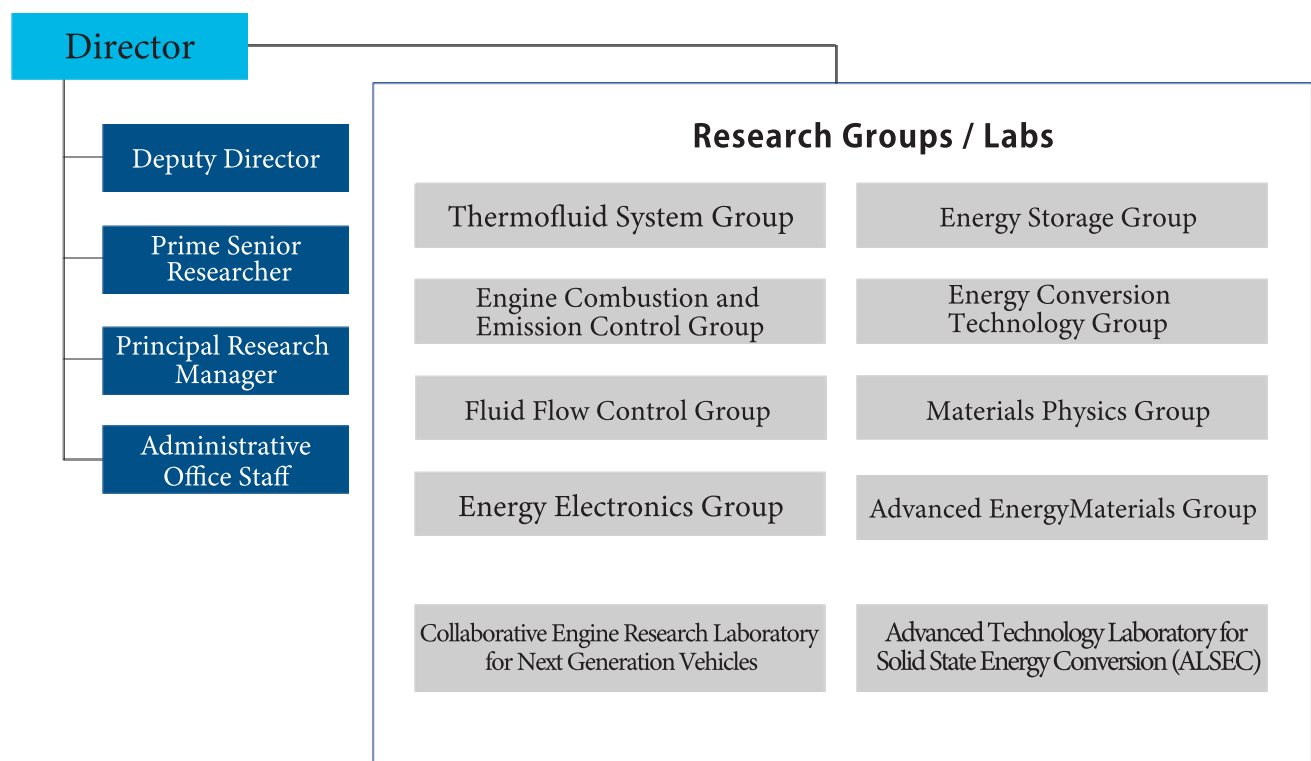 Director
Deputy Director
Prime Senior
Researcher
Principal Research
Manager
Administrative
Office Staff
Research Groups / Labs
Thermofluid System Group
Energy Storage Group
Engine Combustion and
Emission Control Group
Energy Conversion
Technology Group
Fluid Flow Control Group
Materials Physics Group
Energy Electronics Group
Advanced EnergyMaterials Group
Collaborative Engine Research Laboratory
for Next Generation Vehicles
Advanced Technology Laboratory for
Solid State Energy Conversion (ALSEC)